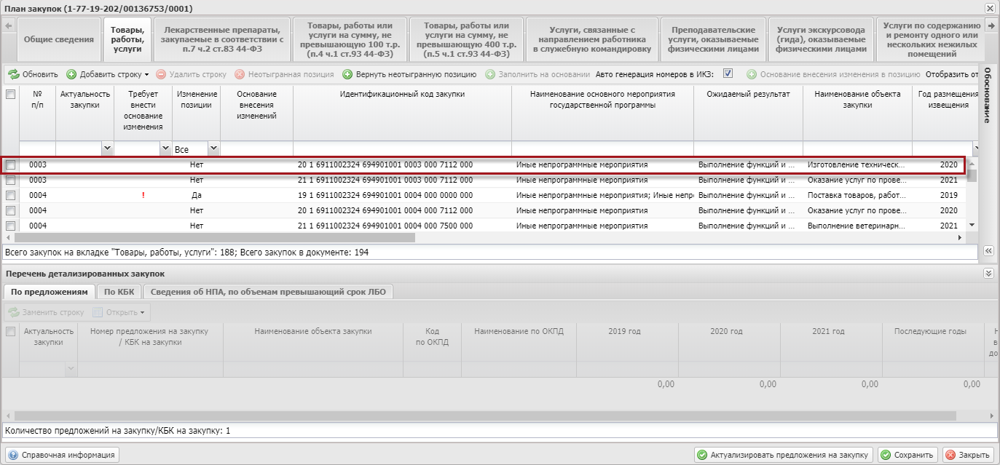 План закупок (1-77-19-202/00136753/0001)
Общие сведения
Товары,
работы,
услуги
Лекарственные препараты,
закупаемые в соответствии с
п.7 ч.2 ст.83 44-ФЗ
Товары, работы или
услуги на сумму, не
превышающую 100 т.р.
(п.4 ч.1 ст.93 44-ФЗ)
Товары, работы или
услуги на сумму, не
превышающую 400 т.р.
(п.5 ч.1 ст.93 44-ФЗ)
Услуги, связанные с
направлением работника
в служебную командировку
Преподавательские
услуги, оказываемые
физическими лицами
Услуги экскурсовода
(гида), оказываемые
физическими лицами
Услуги по содержанию
и ремонту одного или
нескольких нежилых
помещений
Обновить Добавить строку Удалить строку Неотыгранная позиция Вернуть неотыгранную позицию Заполнить на основании Авто генерация номеров в ИКЗ: Основание внесения изменения в позицию Отобразить от
Обоснование
№
п/п
Актуальность
закупки
Требует
внести
основание
изменения
Изменение
позиции
Основание
внесения
изменений
Идентификационный код закупки
Наименование основного мероприятия
государственной программы
Ожидаемый результат
Наименование объекта
закупки
Год размещения
извещения
Все
0003 Нет 20 1 6911002324 694901001 0003 000 7112 000 Иные непрограммные мероприятия Выполнение функций и ... Изготовление техническ... 2020
0003 Нет 21 1 6911002324 694901001 0003 000 7112 000 Иные непрограммные мероприятия Выполнение функций и ... Оказание услуг по прове... 2021
0004 ! Да 19 1 6911002324 694901001 0004 000 0000 000 Иные непрограммные мероприятия; Иные непрс Выполнение функций и ... Поставка товаров, работ... 2019
0004 Нет 20 1 6911002324 694901001 0004 000 7112 000 Иные непрограммные мероприятия Выполнение функций и ... Оказание услуг по прове... 2020
0004 Нет 21 1 6911002324 694901001 0004 000 7500 000 Иные непрограммные мероприятия Выполнение функций и ... Выполнение ветеринарн... 2021
Всего закупок на вкладке "Товары, работы, услуги": 188; Всего закупок в документе: 194
Перечень детализированных закупок
По предложениям По КБК Сведения об НПА, по объемам превышающий срок ЛБО
Заменить строку Открыть
Актуальность
закупки
Номер предложения на закупку
/ КБК на закупки
Наименование объекта закупки
Код
по ОКПД
Наименование по ОКПД
2019 год
2020 год
2021 год
Последующие годы
Н
в
до
0,00 0,00 0,00 0,00
Количество предложений на закупку/КБК на закупку: 1
Справочная информация Актуализировать предложения на закупку Сохранить Закрыть